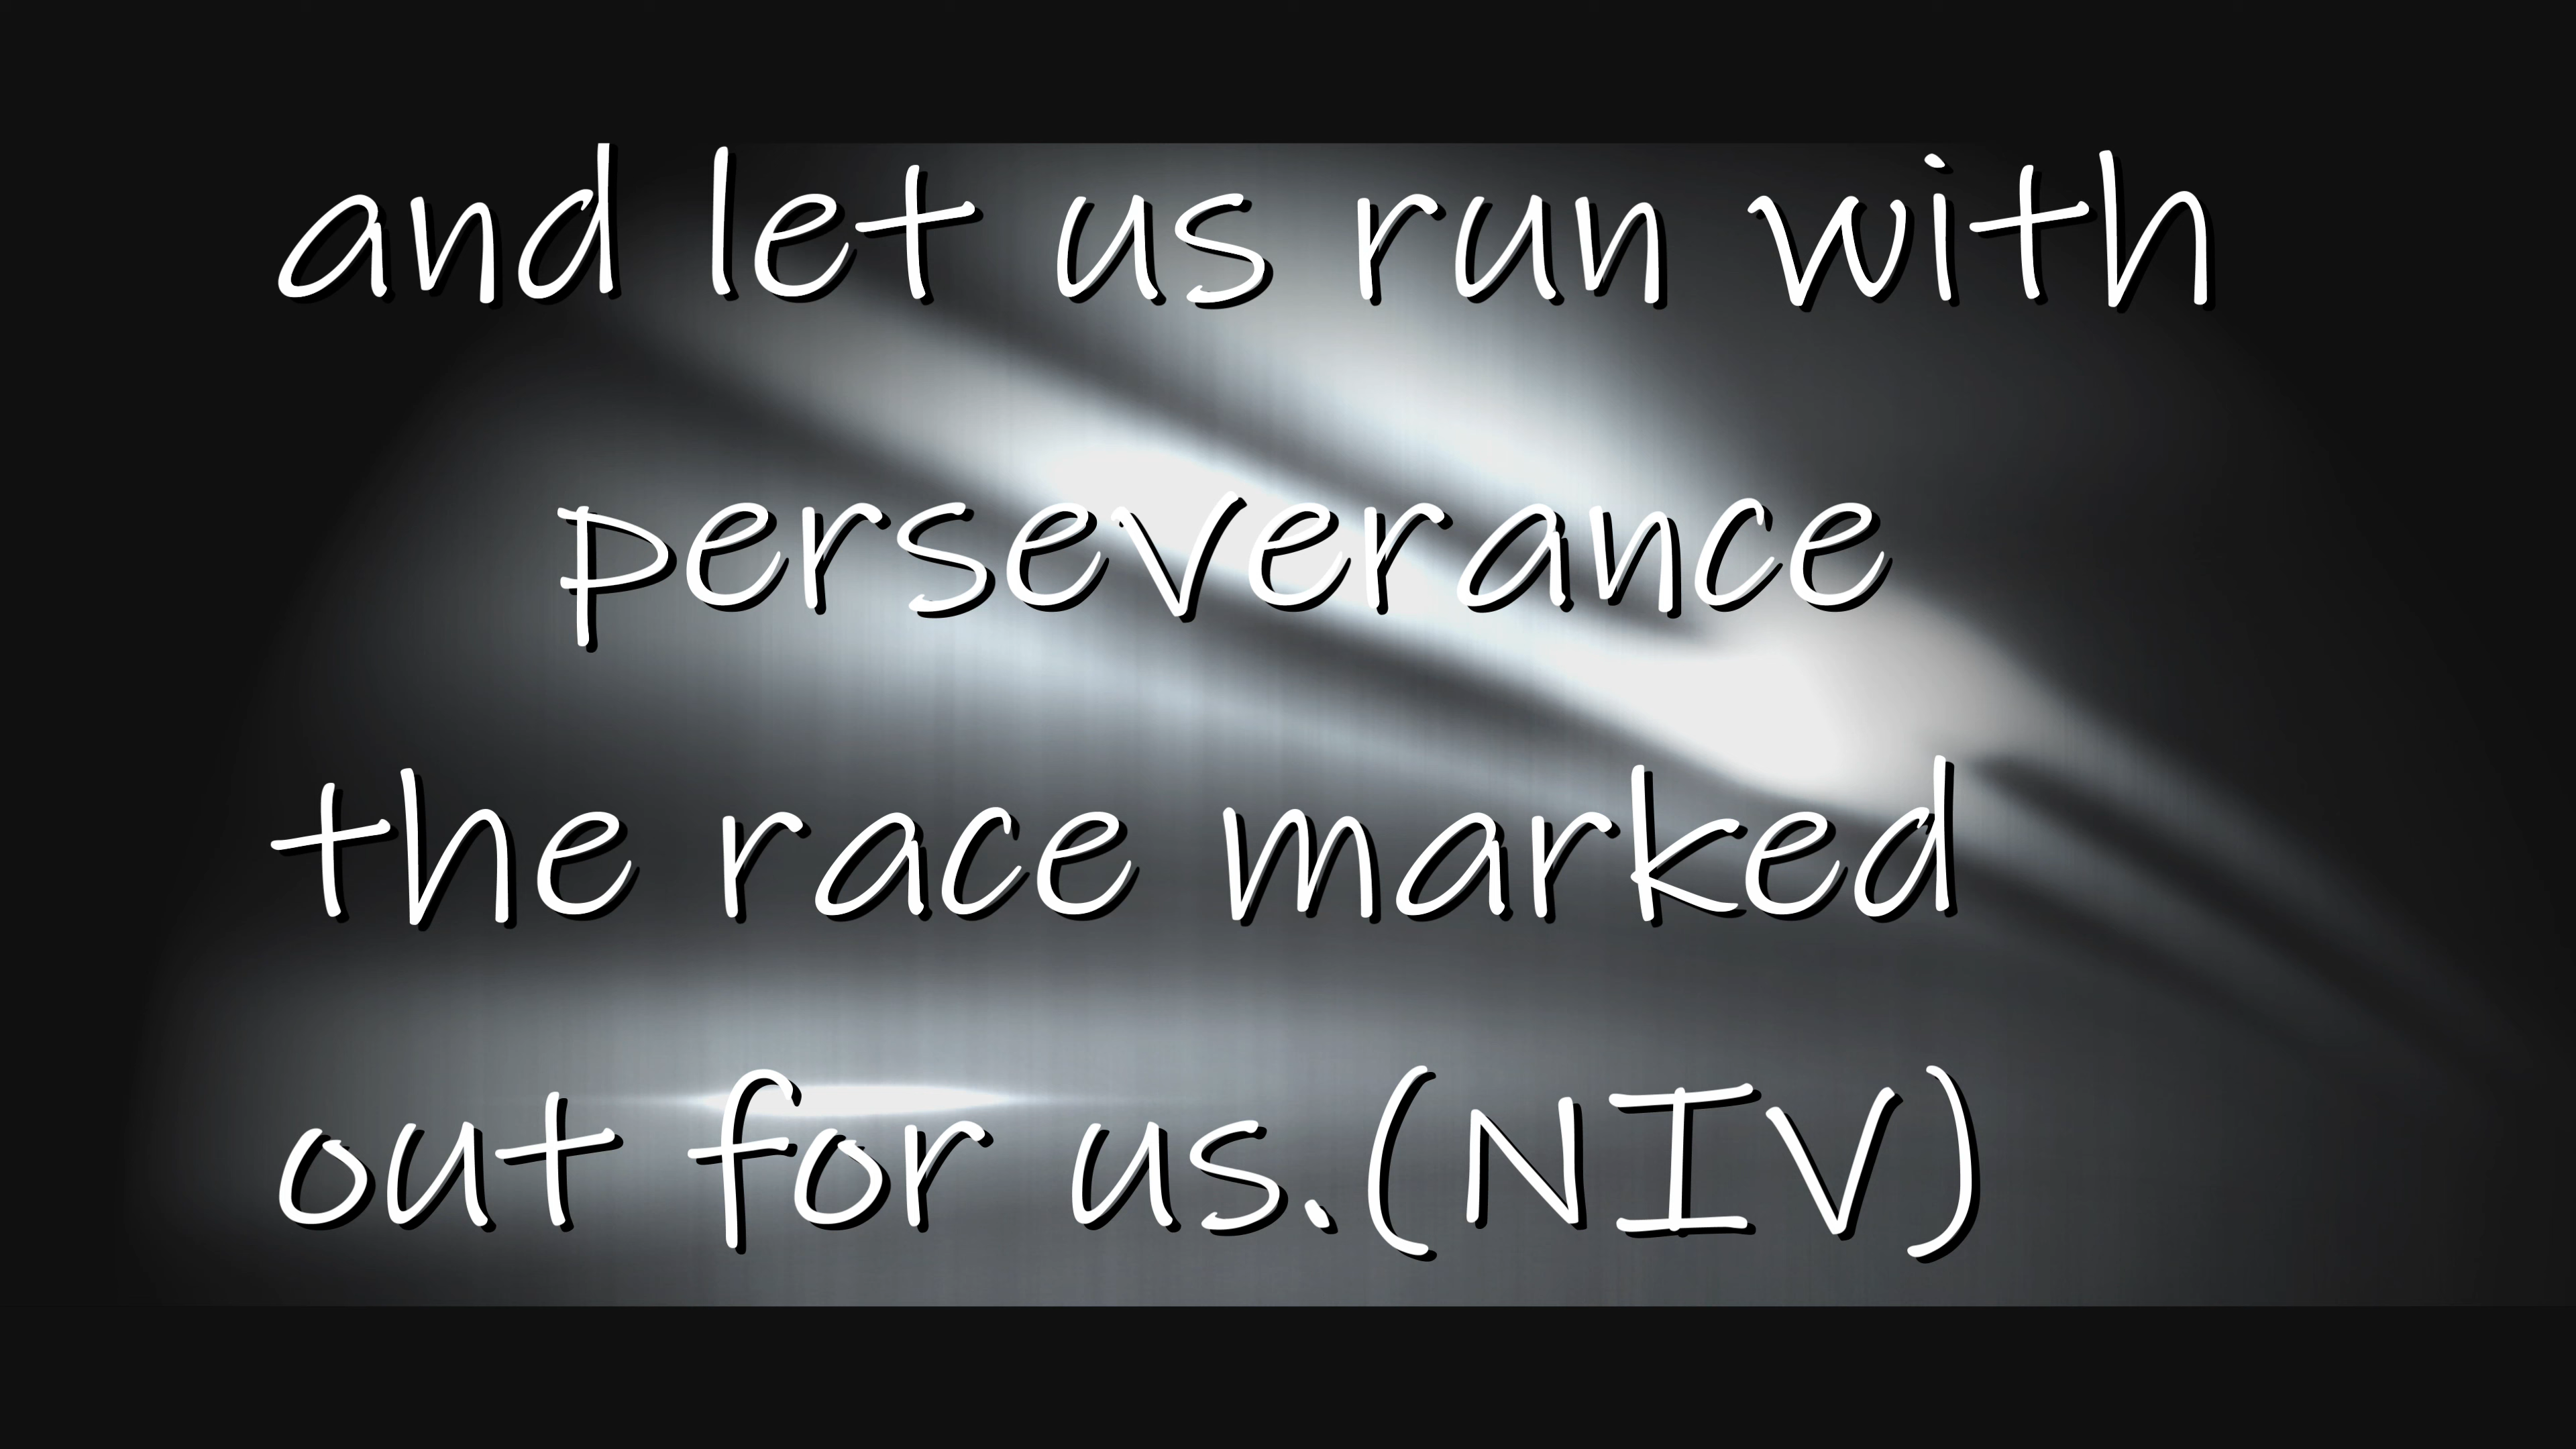 and let us run with
perseverance
the race marked
out for us.(NIV)